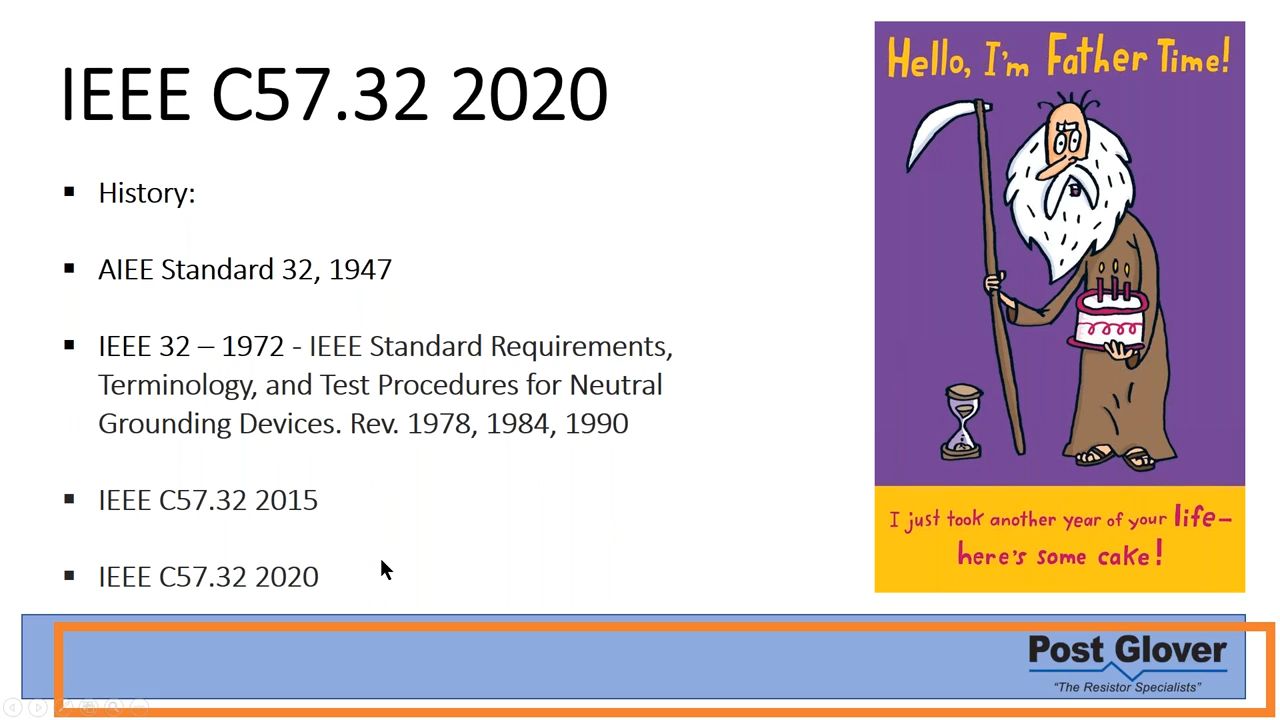 IEEE C57.32 2020
▪ History:
▪ AIEE Standard 32, 1947
▪ IEEE 32 – 1972 - IEEE Standard Requirements,
Terminology, and Test Procedures for Neutral
Grounding Devices. Rev. 1978, 1984, 1990
▪ IEEE C57.32 2015
▪ IEEE C57.32 2020
Hello, I'm Father Time!
I just took another year of your life–
here's some cake!
Post Glover
“The Resistor Specialists”